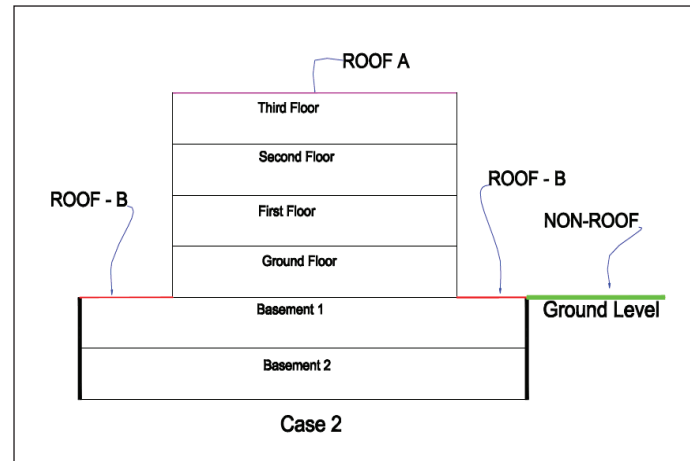 ROOF A
Third Floor
Second Floor
ROOF - B
ROOF - B
First Floor
NON-ROOF
Ground Floor
Basement 1
Ground Level
Basement 2
Case 2